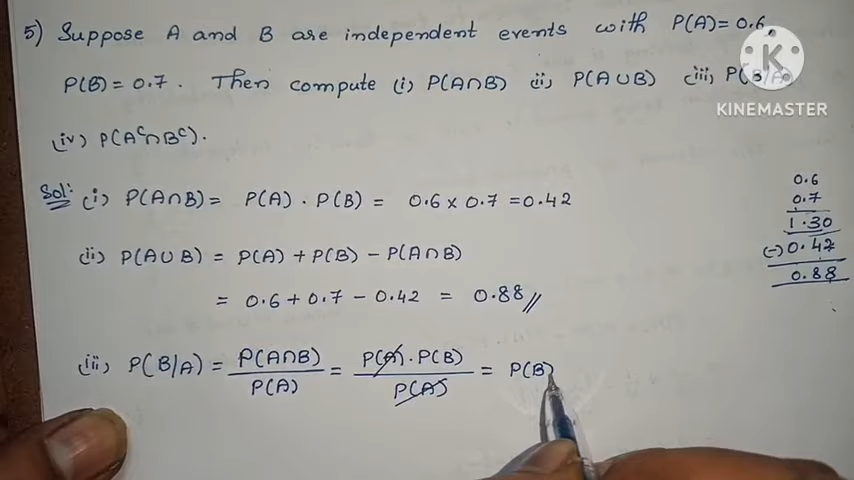 5) Suppose A and B are independent events with P(A) = 0.6,
P(B) = 0.7. Then compute (i) P(A∩B) (ii) P(A∪B) (iii) P(B/A)
(iv) P(Aᶜ∩Bᶜ).
KINEMASTER
Sol: (i) P(A∩B) = P(A) . P(B) = 0.6 × 0.7 = 0.42
(ii) P(A∪B) = P(A) + P(B) - P(A∩B)
= 0.6 + 0.7 - 0.42 = 0.88 //
(iii) P(B/A) = P(A∩B) / P(A) = P(A) . P(B) / P(A) = P(B)
0.6
0.7
1.30
(-) 0.42
0.88